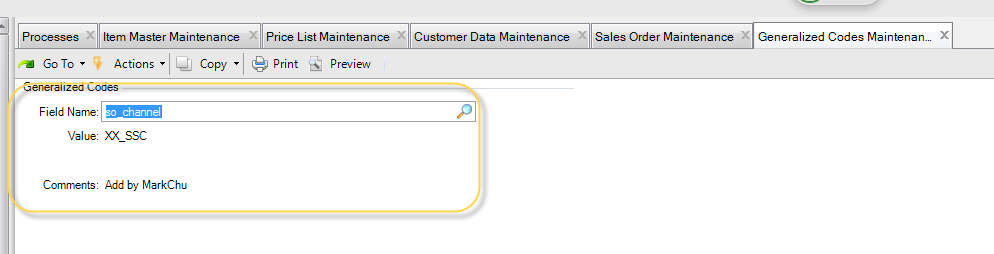 Processes Item Master Maintenance Price List Maintenance Customer Data Maintenance Sales Order Maintenance Generalized Codes Maintenan...
Go To Actions Copy Print Preview
Generalized Codes
Field Name: so_channel
Value: XX_SSC
Comments: Add by MarkChu